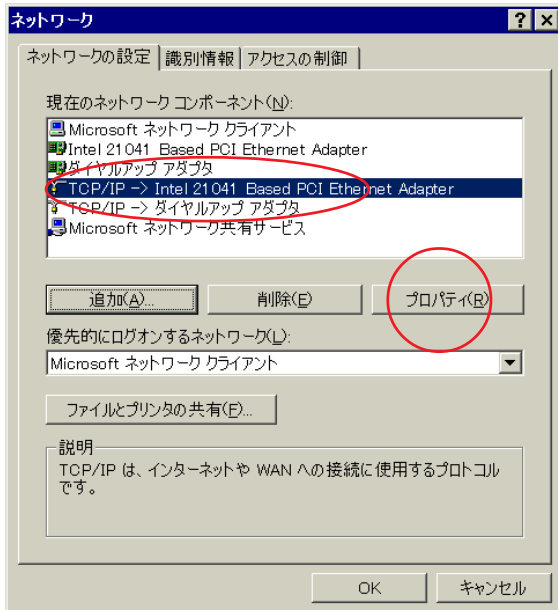 ネットワーク
ネットワークの設定 識別情報 アクセスの制御
現在のネットワーク コンポーネント(N):
Microsoft ネットワーク クライアント
Intel 21041 Based PCI Ethernet Adapter
ダイヤルアップ アダプタ
TCP/IP -> Intel 21041 Based PCI Ethernet Adapter
TCP/IP -> ダイヤルアップ アダプタ
Microsoft ネットワーク共有サービス
追加(A)... 削除(E) プロパティ(R)
優先的にログオンするネットワーク(L):
Microsoft ネットワーク クライアント
ファイルとプリンタの共有(F)...
説明
TCP/IP は、インターネットや WAN への接続に使用するプロトコル
です。
OK キャンセル